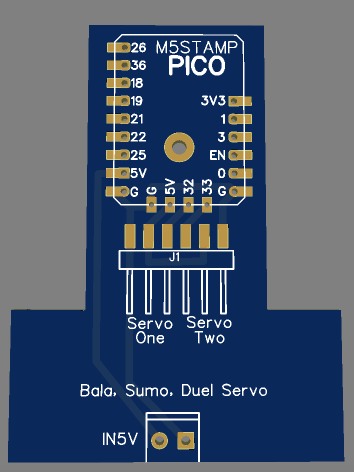 M5STAMP
PICO
26
36
18
19
21
22
25
5V
G
3V3
1
3
EN
0
G
G
5V
32
33
J1
Servo One
Servo Two
Bala, Sumo, Duel Servo
IN5V